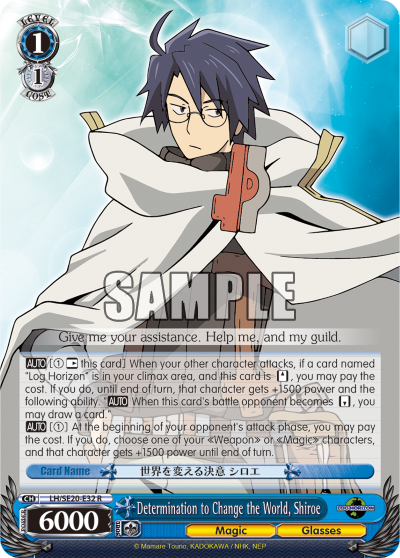 LEVEL
1
1
COST
SAMPLE
Give me your assistance. Help me, and my guild.
AUTO [① this card] When your other character attacks, if a card named
"Log Horizon" is in your climax area, and this card is [ ], you may pay
the cost. If you do, until end of turn, that character gets +1500 power and the
following ability. "AUTO When this card's battle opponent becomes [ ], you
may draw a card."
AUTO [①] At the beginning of your opponent's attack phase, you may pay
the cost. If you do, choose one of your «Weapon» or «Magic» characters,
and that character gets +1500 power until end of turn.
Card Name 世界を変える決意 シロエ
CH LH/SE20-E32 R
Determination to Change the World, Shiroe
POWER 6000
Magic Glasses
© Mamare Touno, KADOKAWA / NHK, NEP